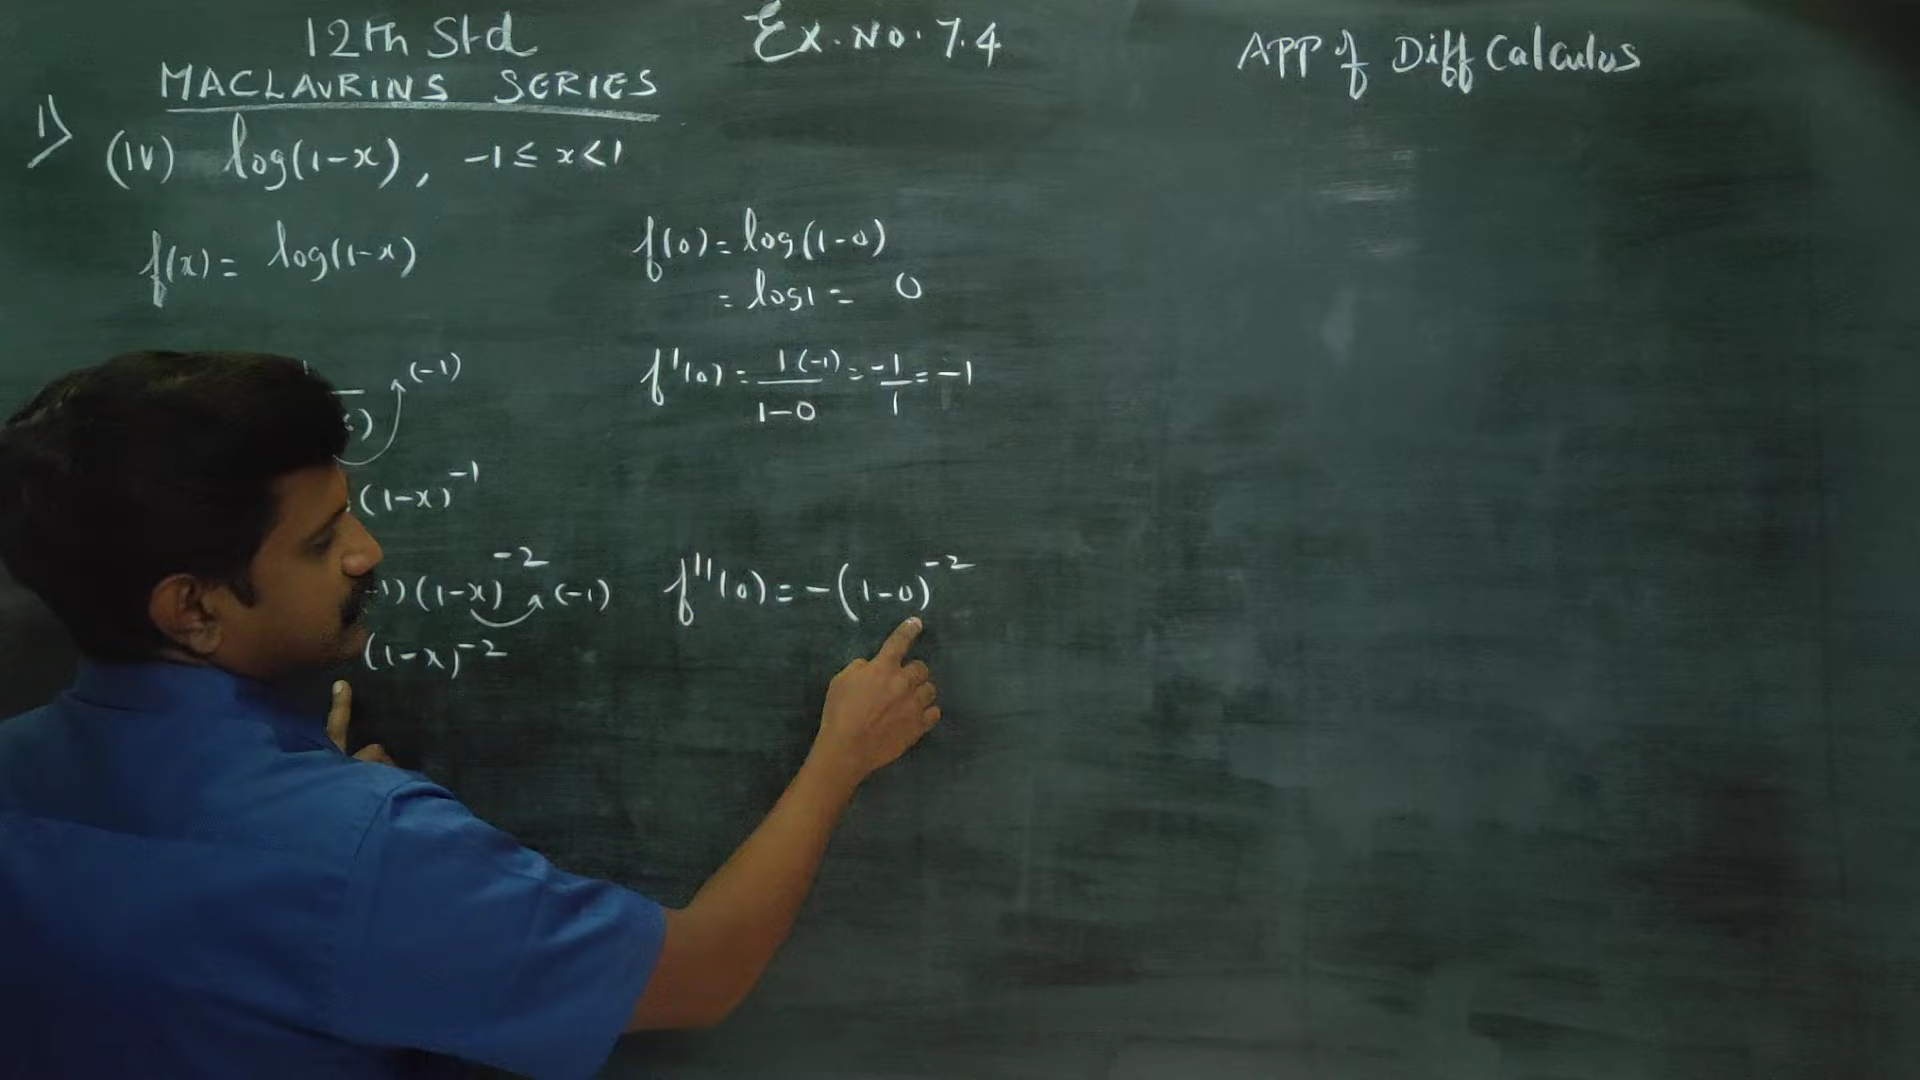 12th Std Ex. No. 7.4 APP of Diff Calculus
MACLAURINS SERIES
1)
(iv) log(1-x), -1 ≤ x < 1
f(x) = log(1-x)
f(0) = log(1-0)
= log1 = 0
(-1)
f'(0) = 1(-1)/1-0 = -1/1 = -1
(1-x)^-1
-1)(1-x)^-2 (-1)
f''(0) = -(1-0)^-2
(1-x)^-2